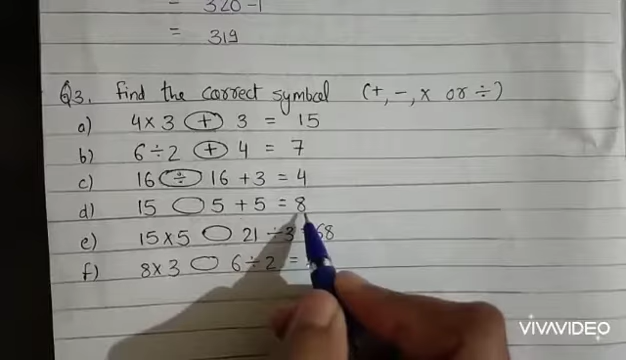 = 320 - 1
= 319
Q3. Find the correct symbol (+, -, x or ÷)
a) 4 x 3 + 3 = 15
b) 6 ÷ 2 + 4 = 7
c) 16 ÷ 16 + 3 = 4
d) 15 5 + 5 = 8
e) 15 x 5 21 ÷ 3 68
f) 8 x 3 6 ÷ 2 =
VIVAVIDEO